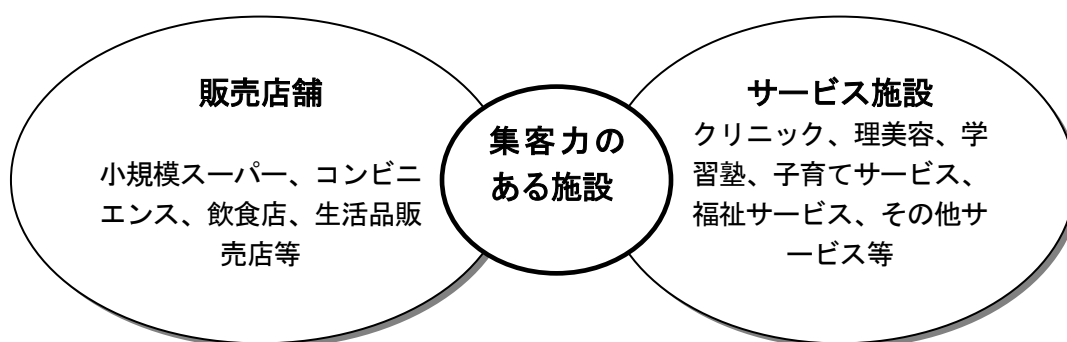 販売店舗
小規模スーパー、コンビニ
エンス、飲食店、生活品販
売店等
集客力の
ある施設
サービス施設
クリニック、理美容、学
習塾、子育てサービス、
福祉サービス、その他サ
ービス等